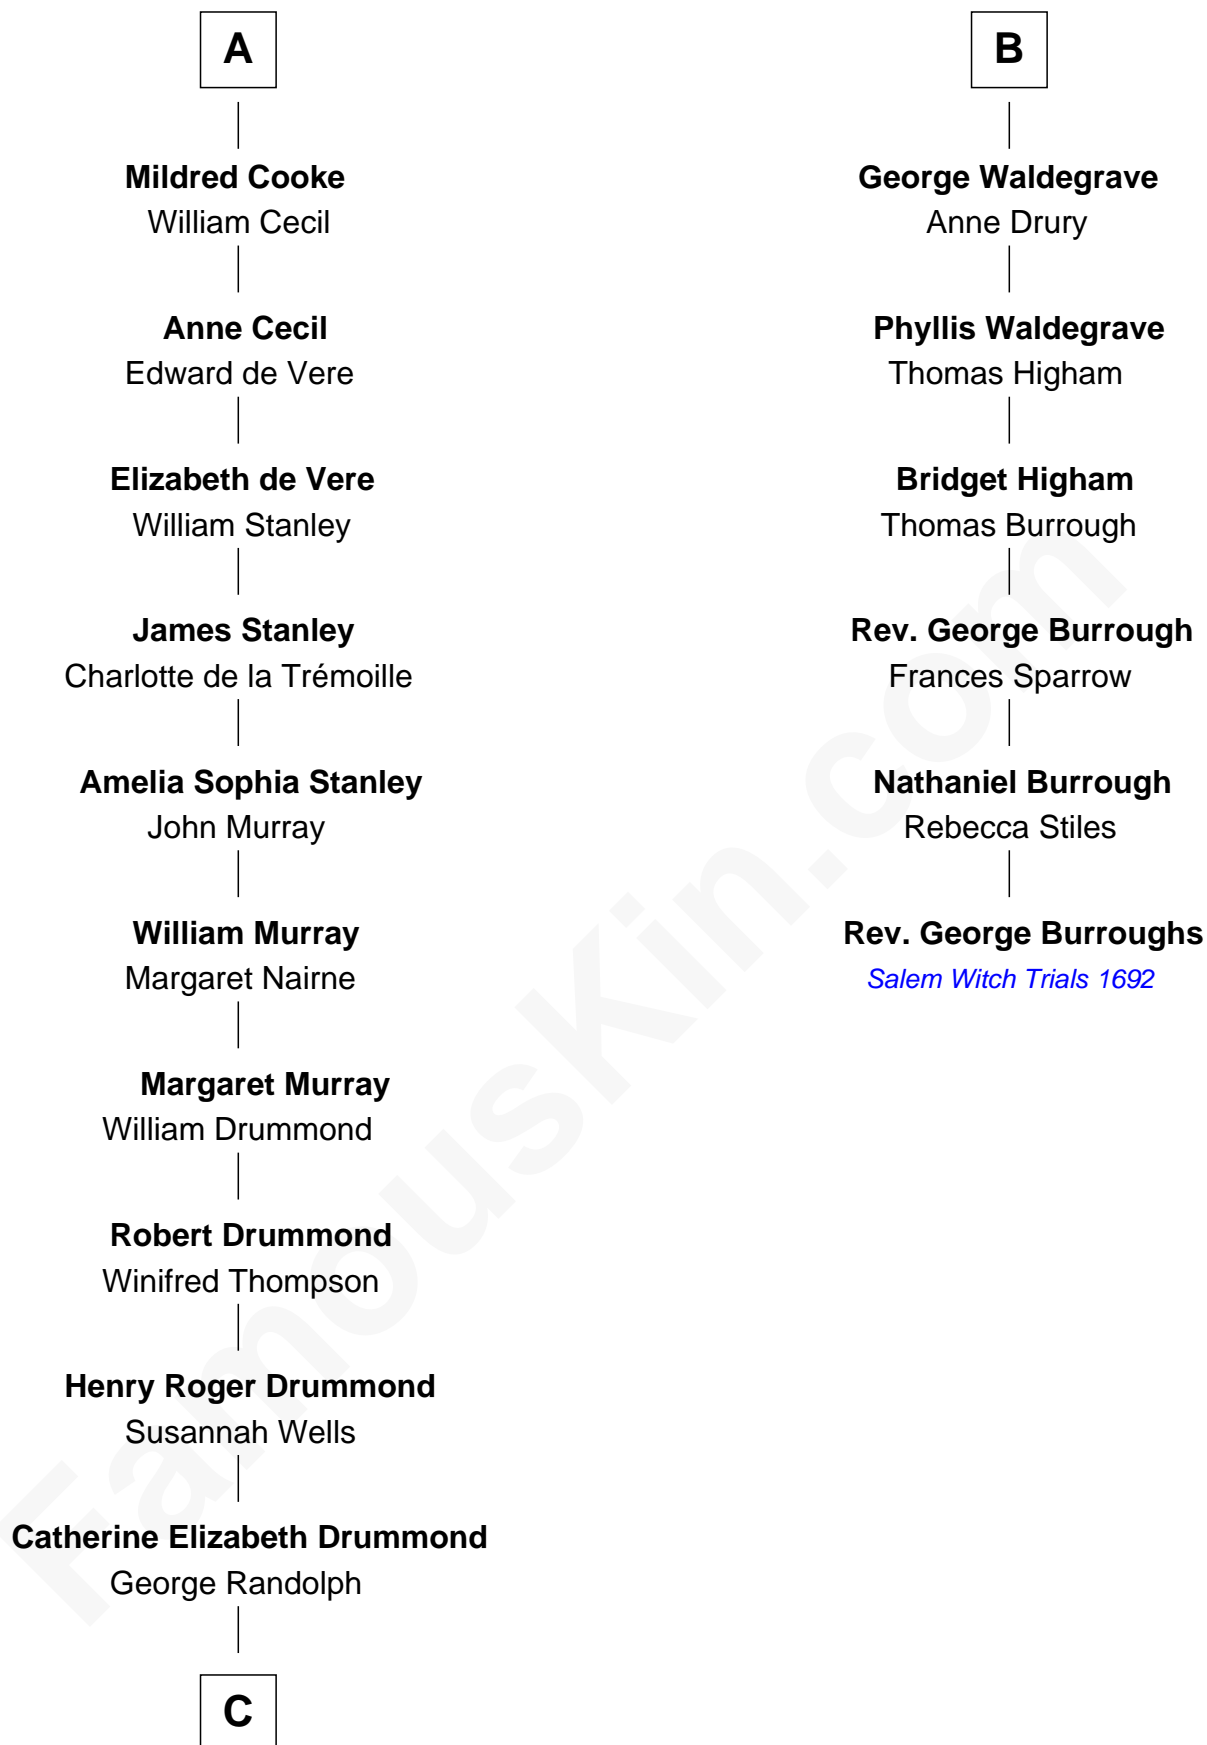 A
Mildred Cooke
William Cecil
Anne Cecil
Edward de Vere
Elizabeth de Vere
William Stanley
James Stanley
Charlotte de la Trémoille
Amelia Sophia Stanley
John Murray
William Murray
Margaret Nairne
Margaret Murray
William Drummond
Robert Drummond
Winifred Thompson
Henry Roger Drummond
Susannah Wells
Catherine Elizabeth Drummond
George Randolph
C
B
George Waldegrave
Anne Drury
Phyllis Waldegrave
Thomas Higham
Bridget Higham
Thomas Burrough
Rev. George Burrough
Frances Sparrow
Nathaniel Burrough
Rebecca Stiles
Rev. George Burroughs
Salem Witch Trials 1692
FamousKin.com